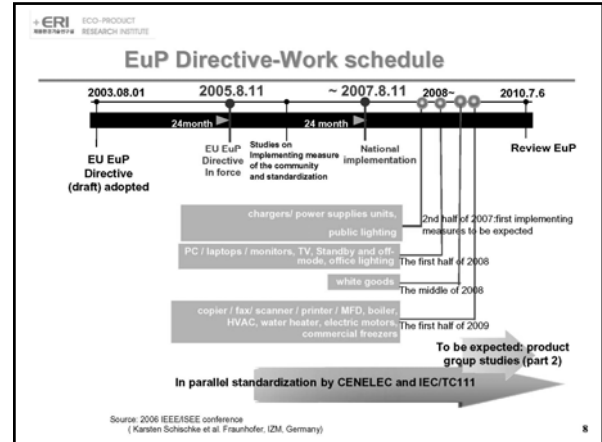 +ERI
ECO-PRODUCT
RESEARCH INSTITUTE
EuP Directive-Work schedule
2003.08.01
2005.8.11
~ 2007.8.11
2008~
2010.7.6
24month
24 month
EU EuP
Directive
(draft) adopted
EU EuP
Directive
In force
Studies on
Implementing measure
of the community
and standardization
National
implementation
Review EuP
chargers/ power supplies units,
public lighting
2nd half of 2007:first implementing
measures to be expected
PC / laptops / monitors, TV, Standby and off-
mode, office lighting
The first half of 2008
white goods
The middle of 2008
copier / fax/ scanner / printer / MFD, boiler,
HVAC, water heater, electric motors,
commercial freezers
The first half of 2009
To be expected: product
group studies (part 2)
In parallel standardization by CENELEC and IEC/TC111
Source: 2006 IEEE/ISEE conference
( Karsten Schischke et al. Fraunhofer, IZM, Germany)
8